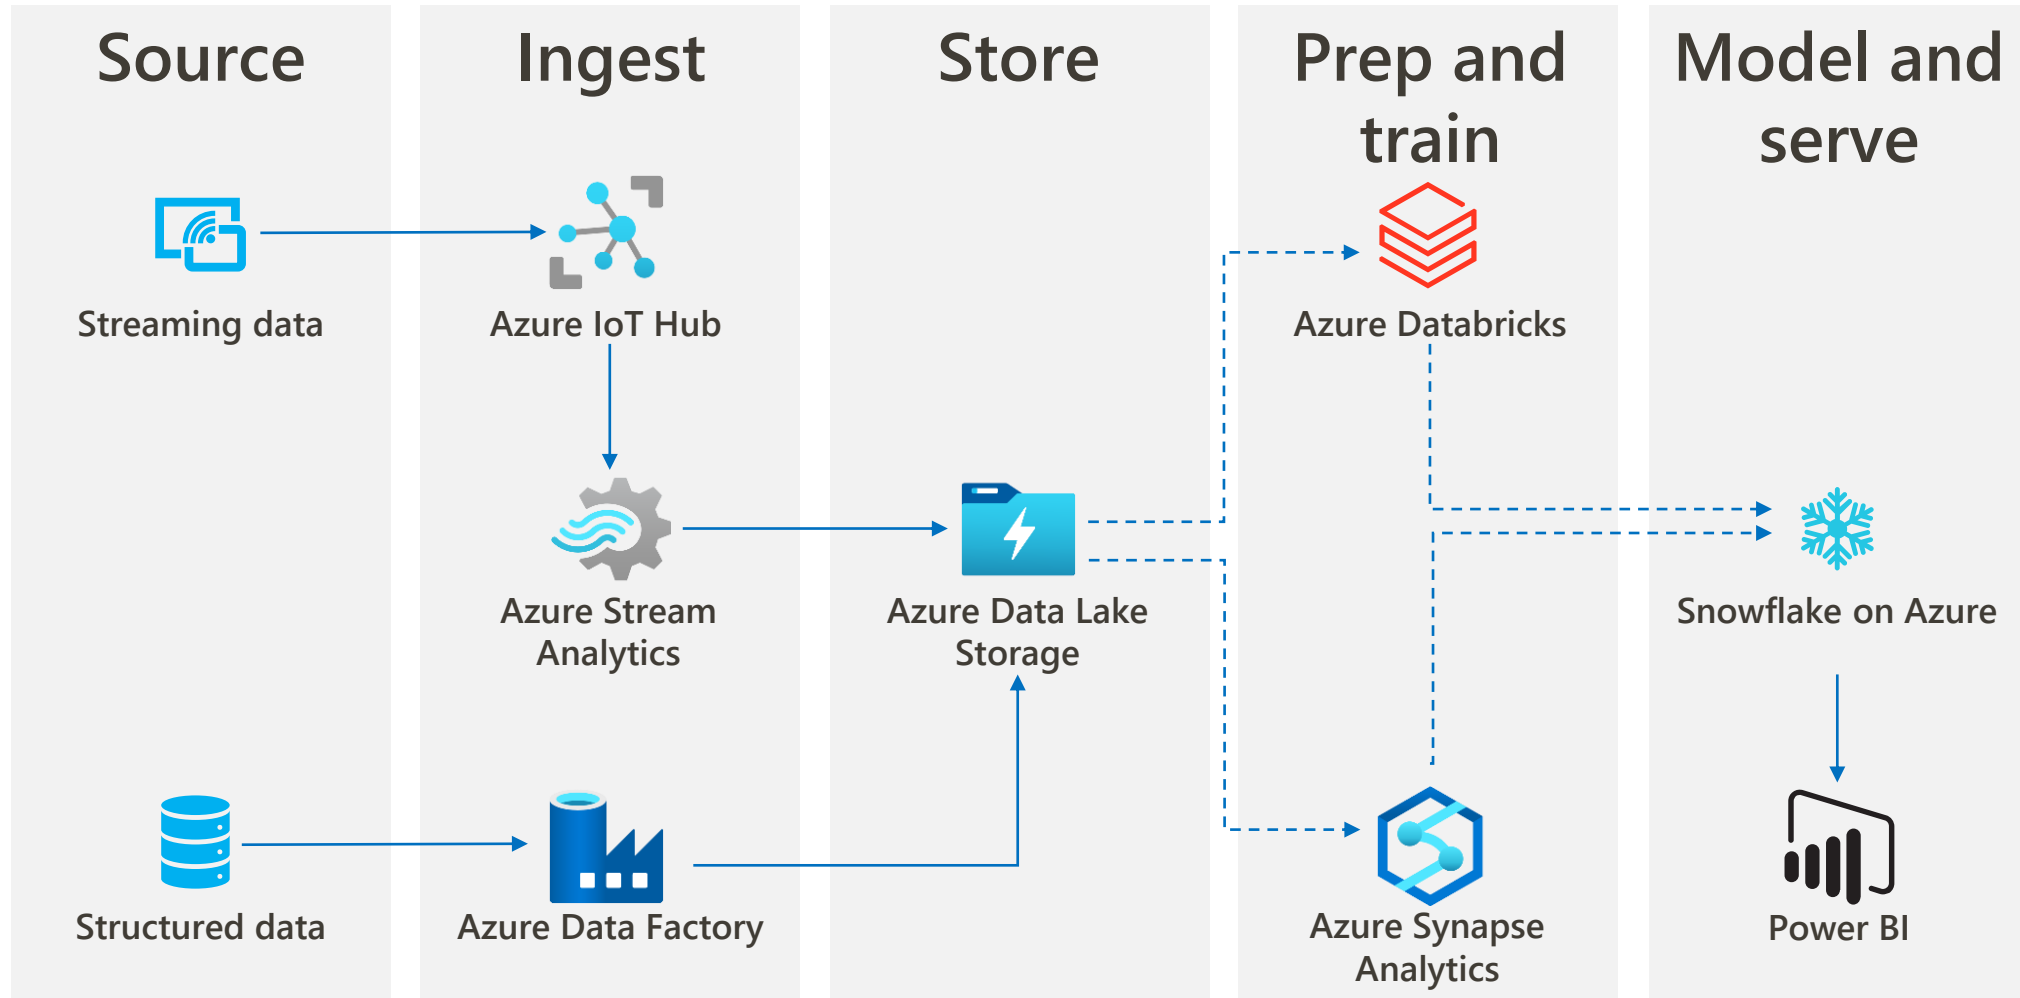 Source
Ingest
Store
Prep and
train
Model and
serve
Streaming data
Azure IoT Hub
Azure Databricks
Azure Stream
Analytics
Azure Data Lake
Storage
Snowflake on Azure
Structured data
Azure Data Factory
Azure Synapse
Analytics
Power BI